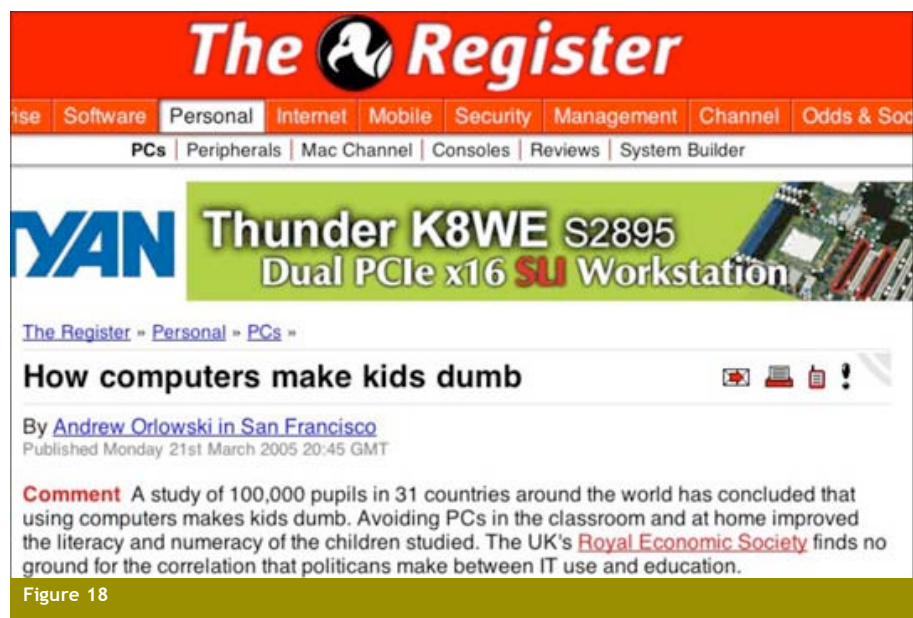 The Register
ise Software Personal Internet Mobile Security Management Channel Odds & Sod
PCs | Peripherals | Mac Channel | Consoles | Reviews | System Builder
TYAN
Thunder K8WE S2895
Dual PCIe x16 SLI Workstation
The Register » Personal » PCs »
How computers make kids dumb
By Andrew Orlowski in San Francisco
Published Monday 21st March 2005 20:45 GMT
Comment A study of 100,000 pupils in 31 countries around the world has concluded that
using computers makes kids dumb. Avoiding PCs in the classroom and at home improved
the literacy and numeracy of the children studied. The UK's Royal Economic Society finds no
ground for the correlation that politicans make between IT use and education.
Figure 18